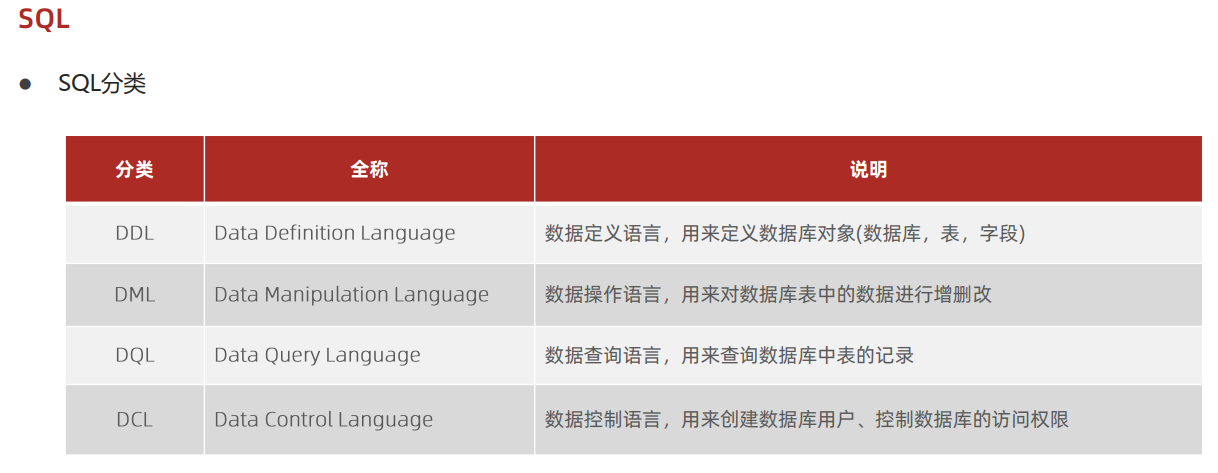 SQL
● SQL分类
分类 全称 说明
DDL Data Definition Language 数据定义语言，用来定义数据库对象(数据库，表，字段)
DML Data Manipulation Language 数据操作语言，用来对数据库表中的数据进行增删改
DQL Data Query Language 数据查询语言，用来查询数据库中表的记录
DCL Data Control Language 数据控制语言，用来创建数据库用户、控制数据库的访问权限